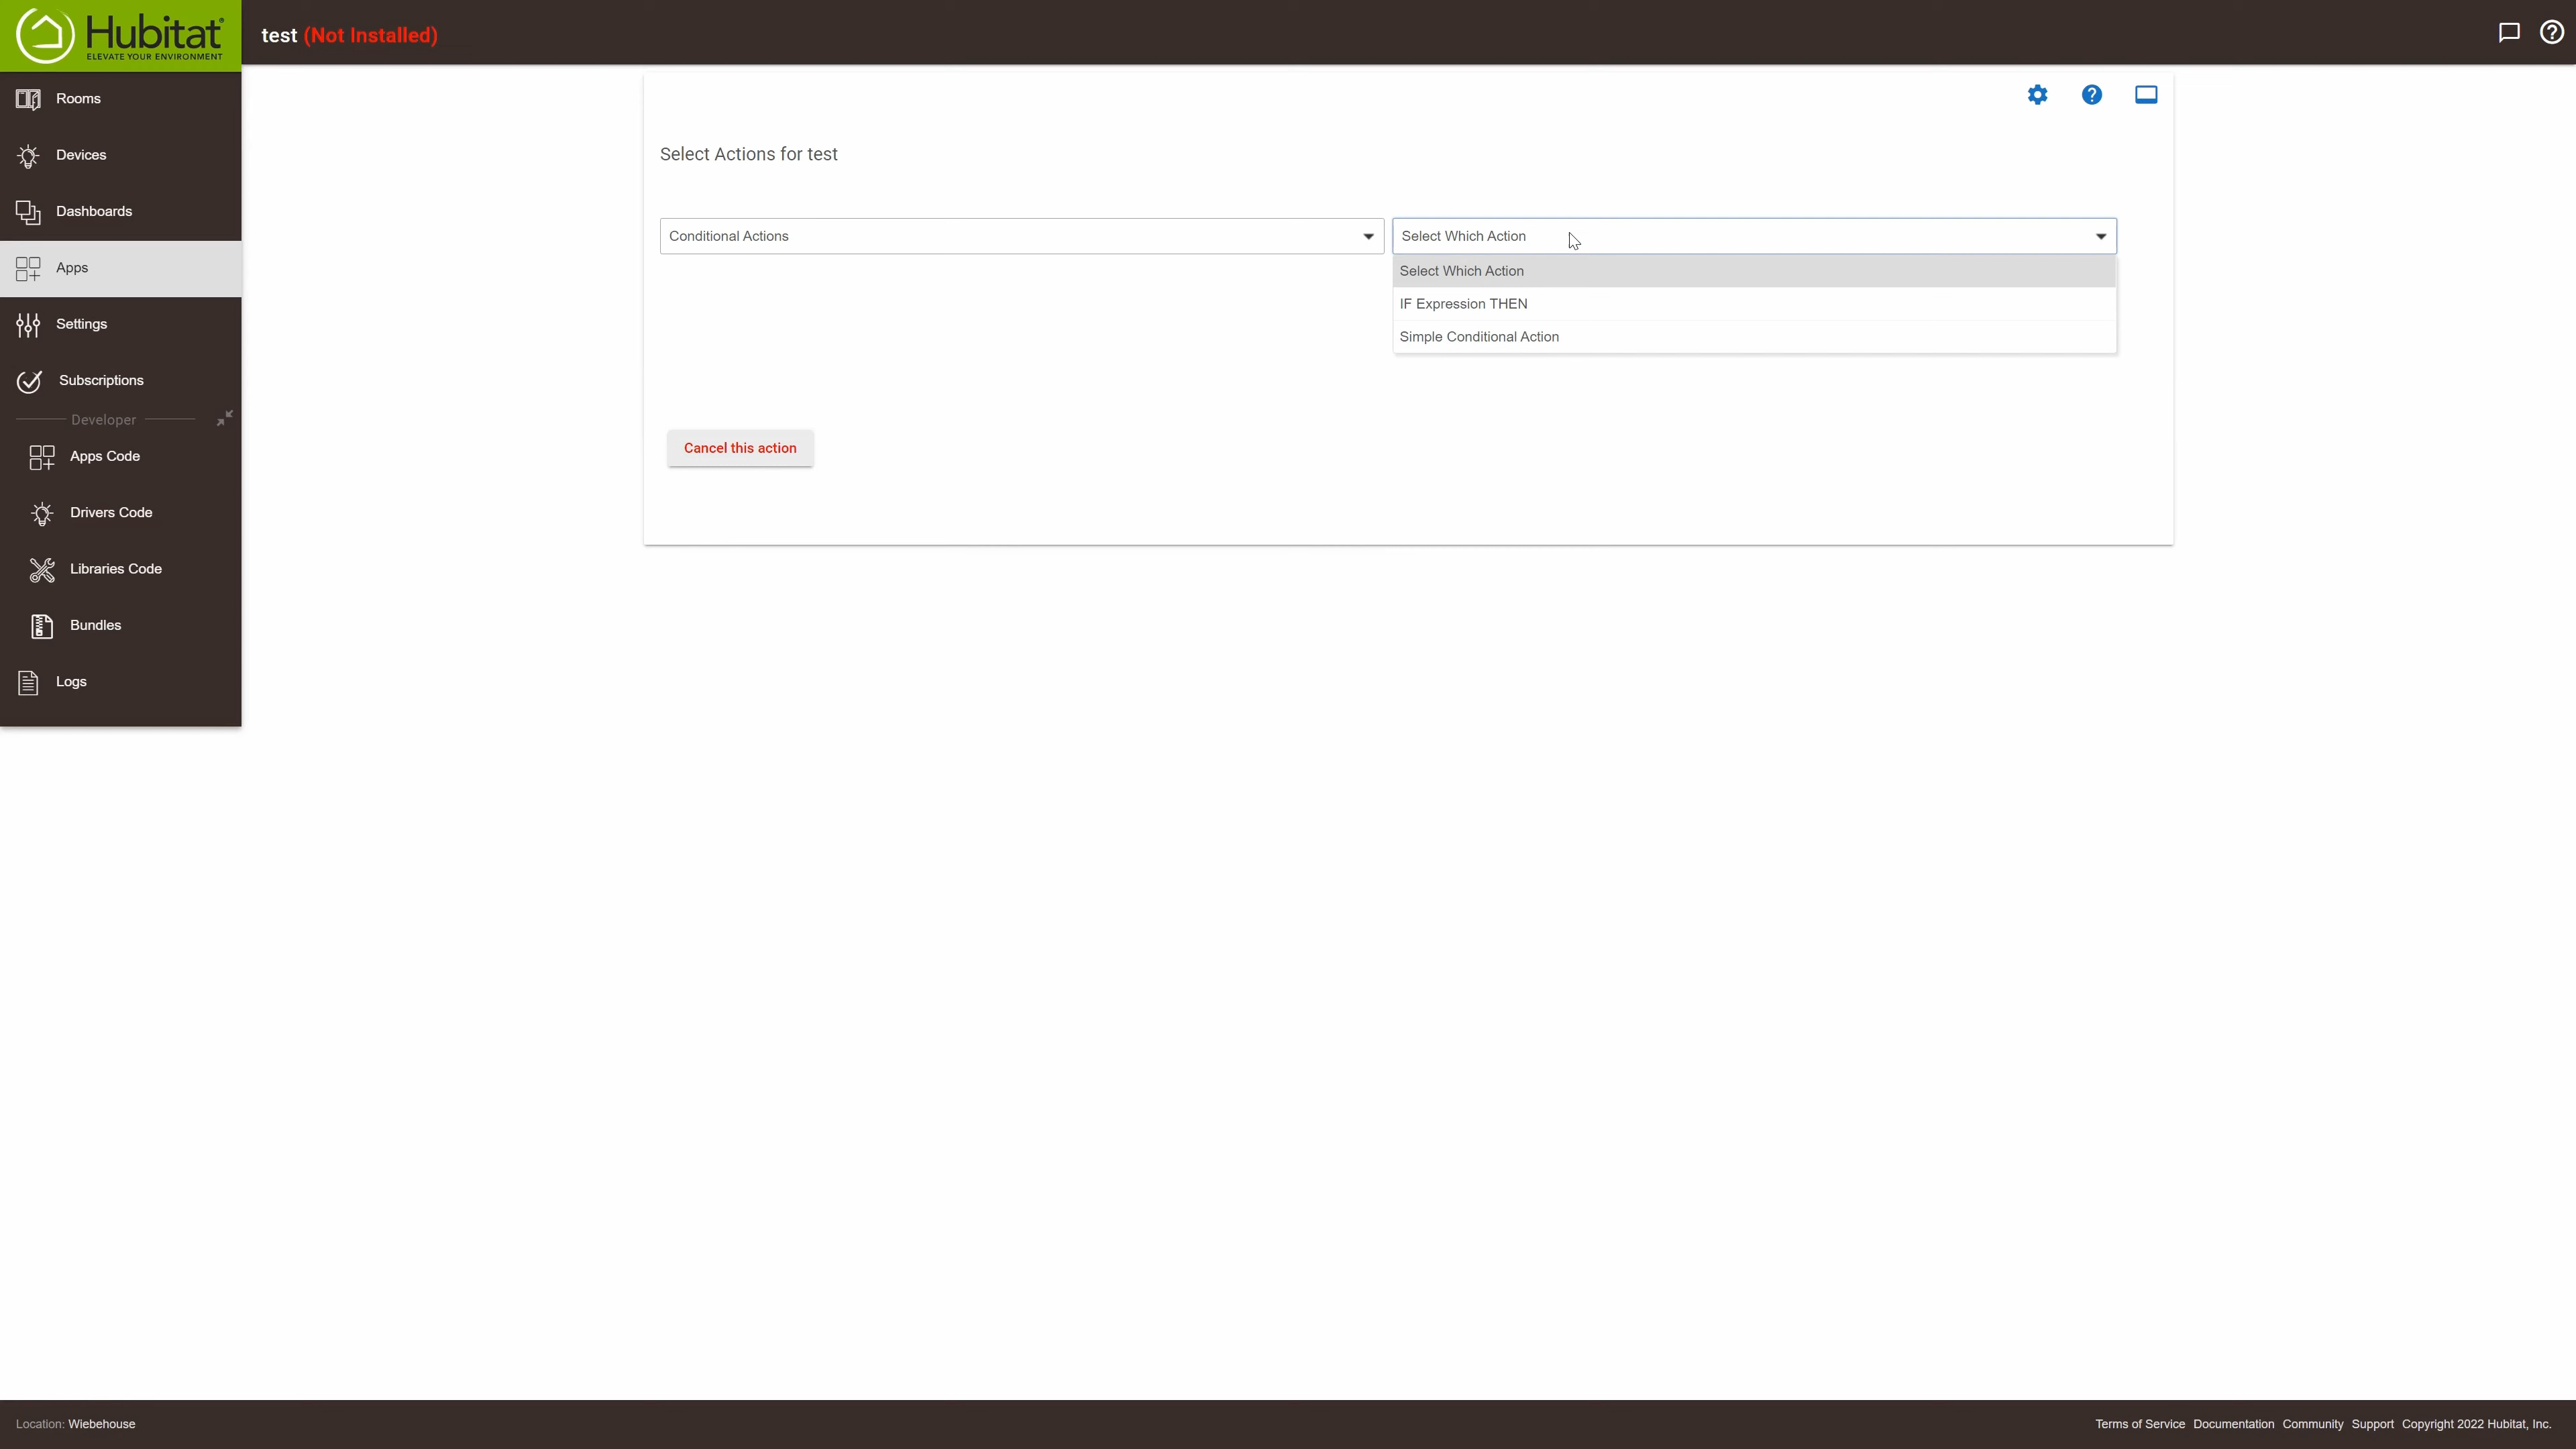 Hubitat®
ELEVATE YOUR ENVIRONMENT
test (Not Installed)
Rooms
Devices
Dashboards
Apps
Settings
Subscriptions
Developer
Apps Code
Drivers Code
Libraries Code
Bundles
Logs
Select Actions for test
Conditional Actions
Select Which Action
Select Which Action
IF Expression THEN
Simple Conditional Action
Cancel this action
Location: Wiebehouse
Terms of Service Documentation Community Support Copyright 2022 Hubitat, Inc.